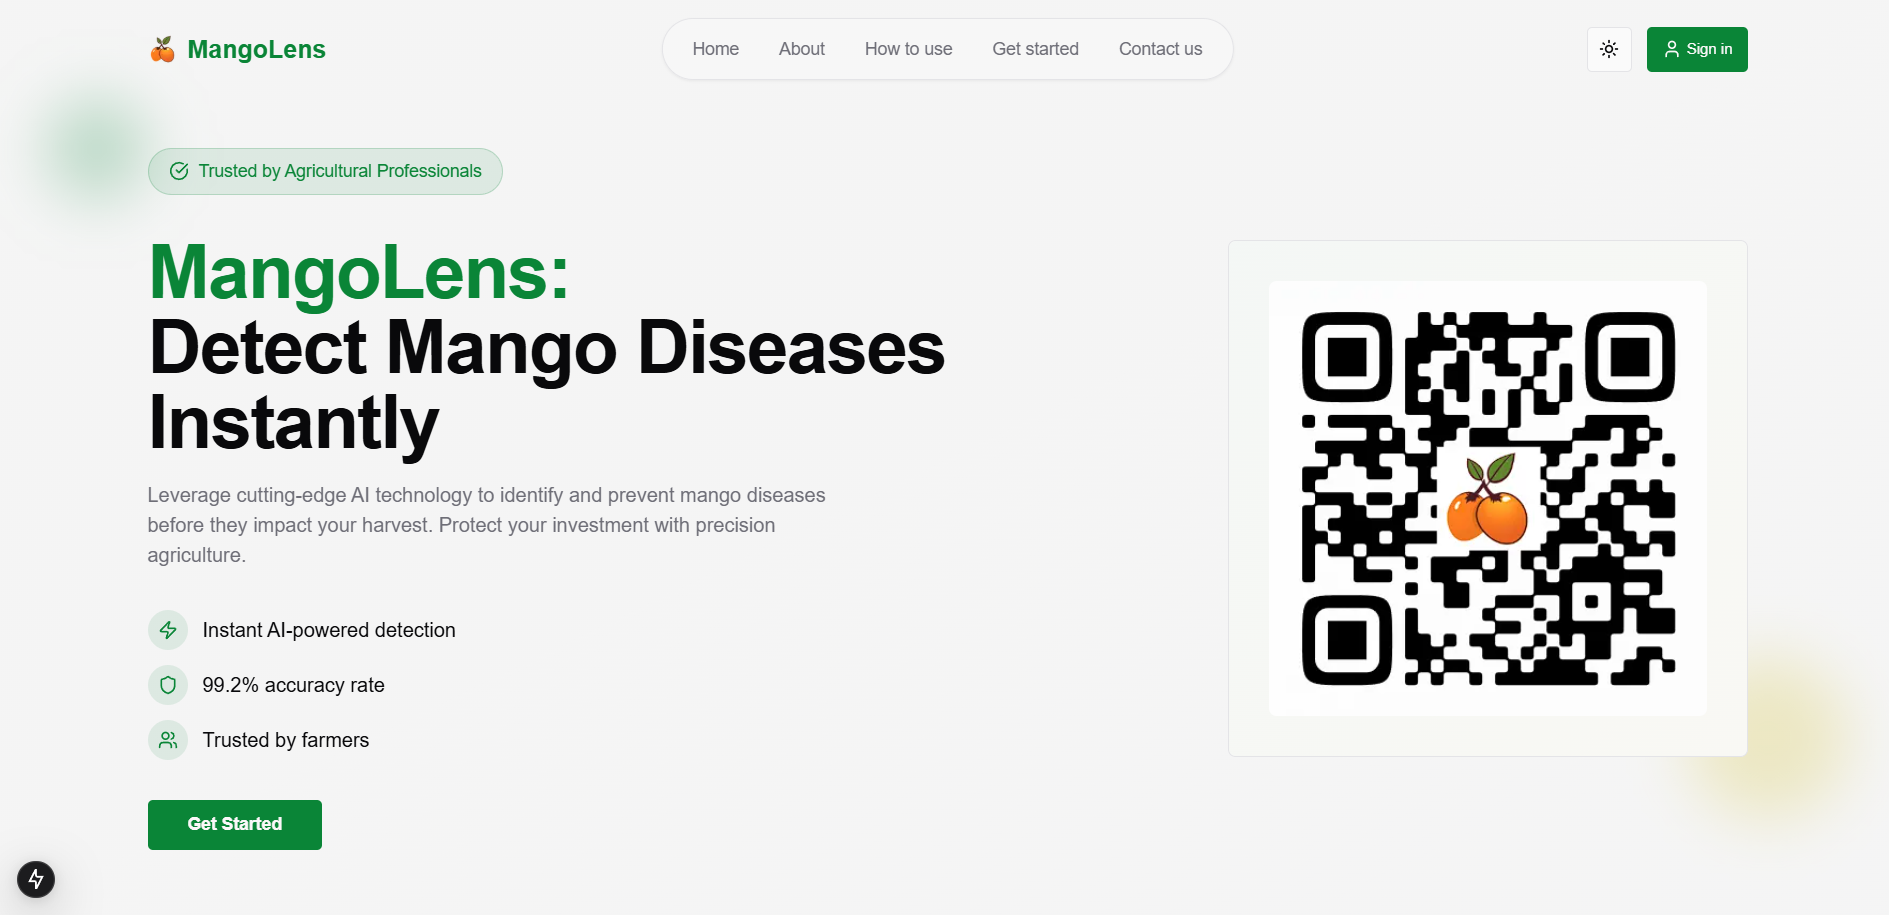 MangoLens
Home
About
How to use
Get started
Contact us
Sign in
Trusted by Agricultural Professionals
MangoLens:
Detect Mango Diseases
Instantly
Leverage cutting-edge AI technology to identify and prevent mango diseases
before they impact your harvest. Protect your investment with precision
agriculture.
Instant AI-powered detection
99.2% accuracy rate
Trusted by farmers
Get Started